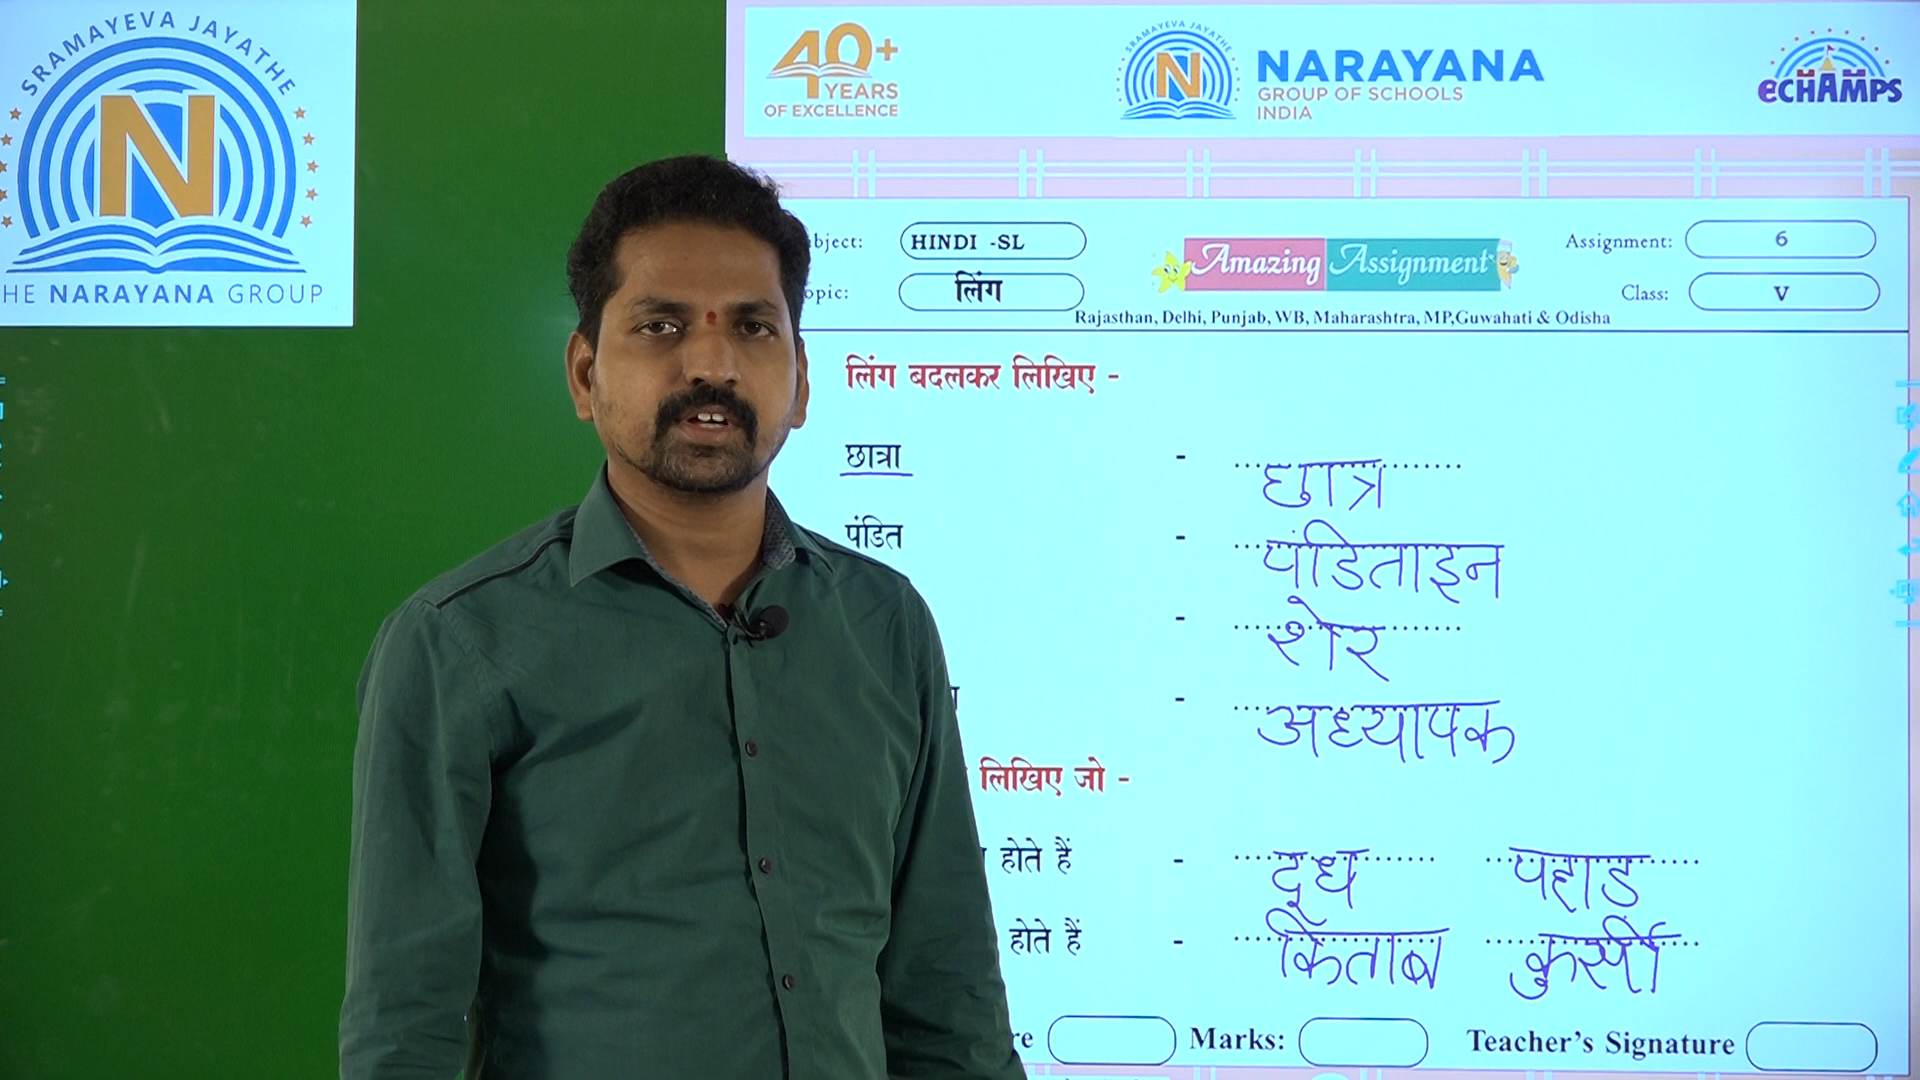 SRAMAYEVA JAYATHE
N
HE NARAYANA GROUP
40+
YEARS
OF EXCELLENCE
SRAMAYEVA JAYATHE
N
NARAYANA
GROUP OF SCHOOLS
INDIA
eCHAMPS
bject: HINDI -SL
Amazing Assignment
Assignment: 6
opic: लिंग
Class: V
Rajasthan, Delhi, Punjab, WB, Maharashtra, MP,Guwahati & Odisha
लिंग बदलकर लिखिए -
छात्रा - छात्र
पंडित - पंडिताइन
- शेर
- अध्यापक
लिखिए जो -
होते हैं - दूध पहाड
होते हैं - किताब कुर्सी
re Marks: Teacher's Signature